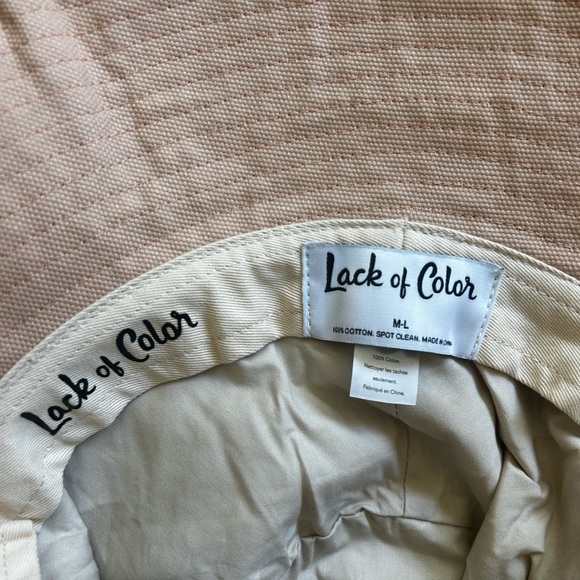 Lack of Color
Lack of Color
M-L
100% COTTON. SPOT CLEAN. MADE IN CHINA
100% Coton.
Nettoyer les taches
seulement.
Fabriqué en Chine.